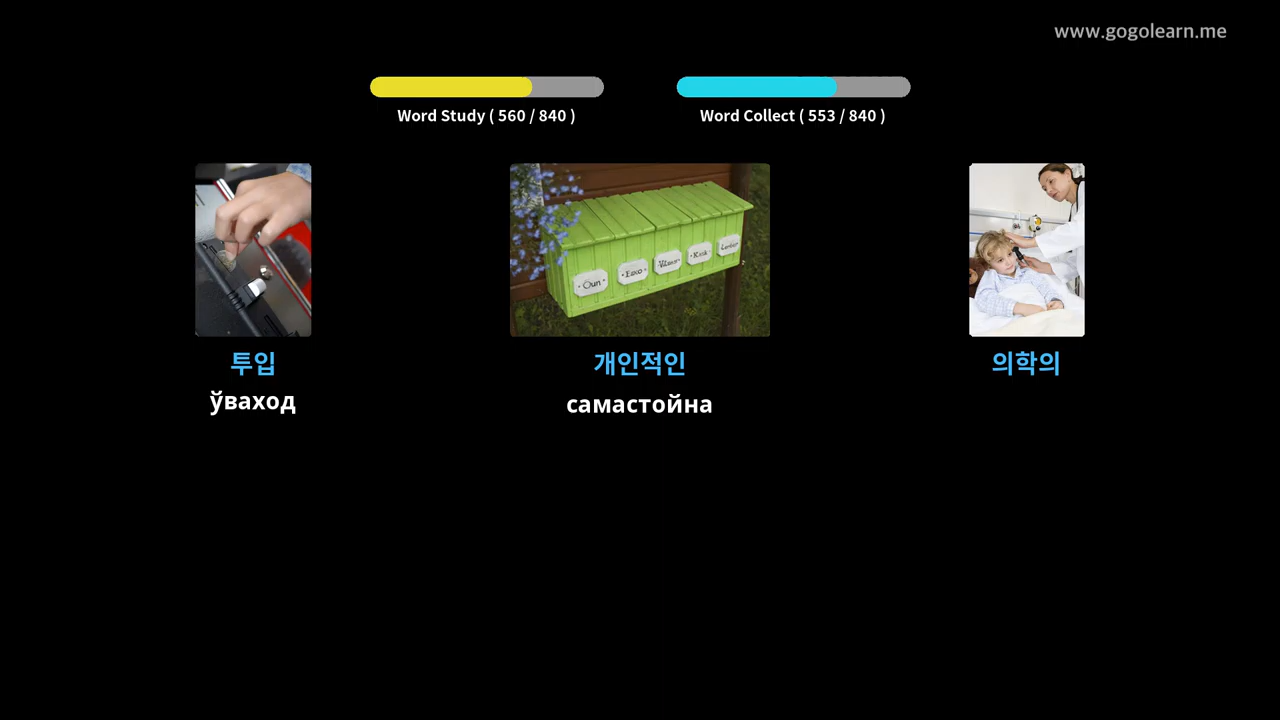 www.gogolearn.me
Word Study ( 560 / 840 )
Word Collect ( 553 / 840 )
Oun
투입
개인적인
의학의
ўваход
самастойна